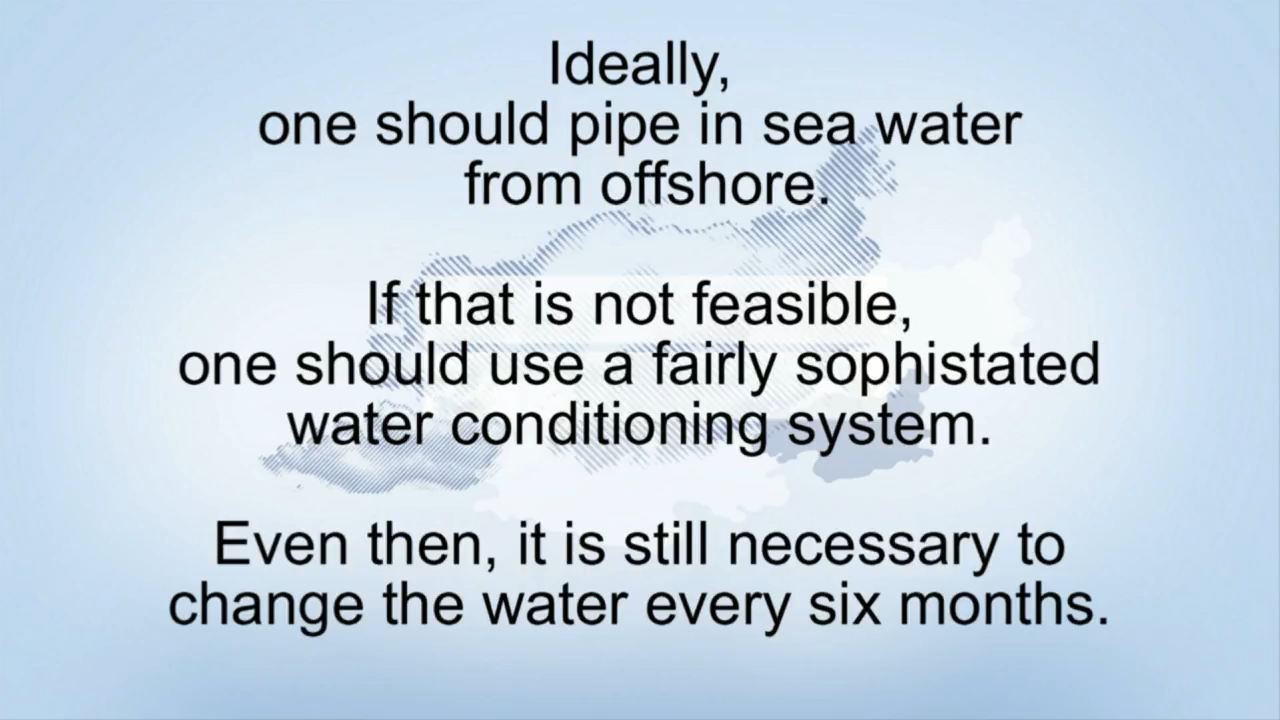 Ideally,
one should pipe in sea water
from offshore.
If that is not feasible,
one should use a fairly sophistated
water conditioning system.
Even then, it is still necessary to
change the water every six months.